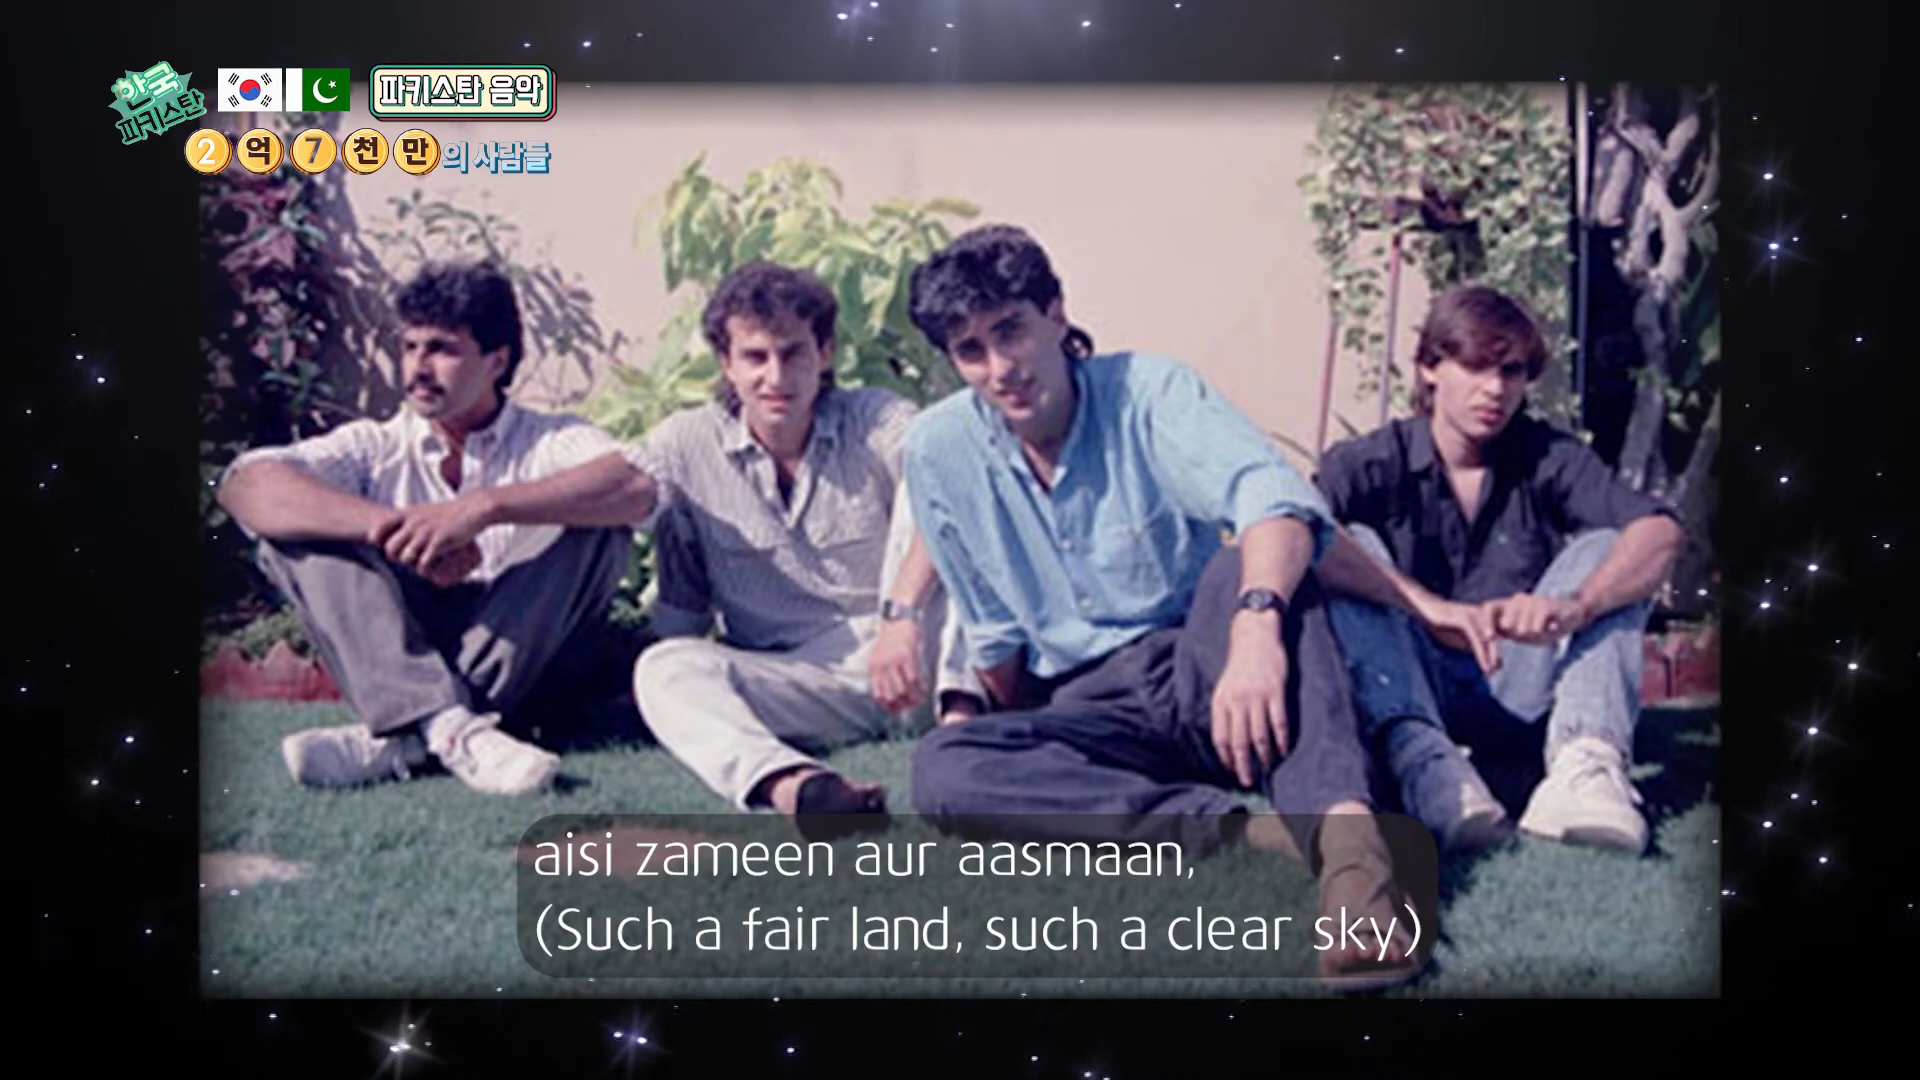 한국
파키스탄
파키스탄 음악
2억7천만의 사람들
aisi zameen aur aasmaan,
(Such a fair land, such a clear sky)